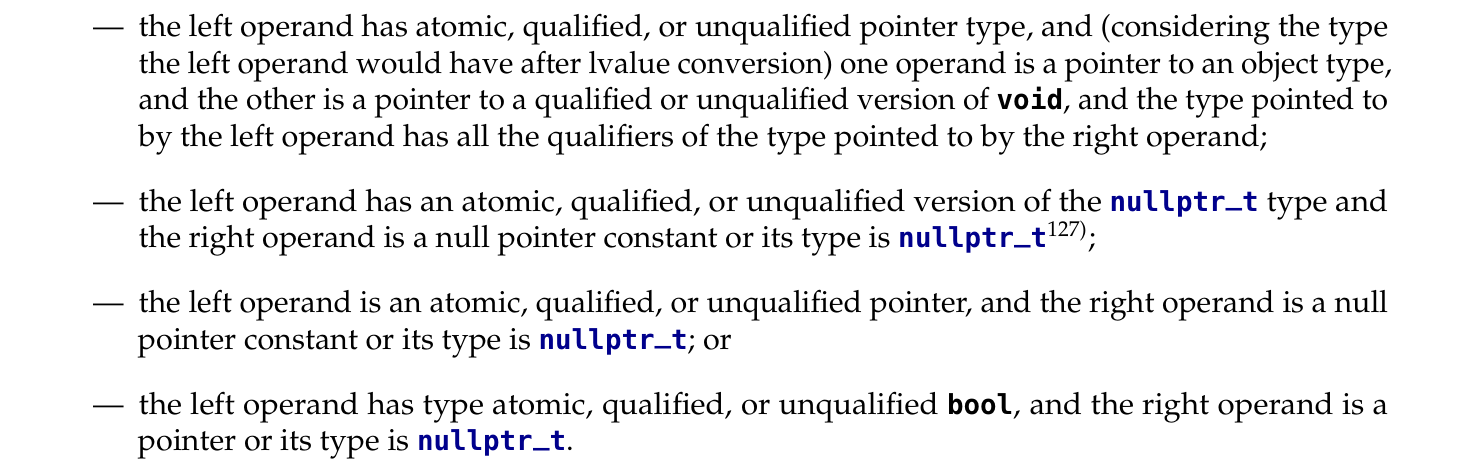 — the left operand has atomic, qualified, or unqualified pointer type, and (considering the type
the left operand would have after lvalue conversion) one operand is a pointer to an object type,
and the other is a pointer to a qualified or unqualified version of void, and the type pointed to
by the left operand has all the qualifiers of the type pointed to by the right operand;
— the left operand has an atomic, qualified, or unqualified version of the nullptr_t type and
the right operand is a null pointer constant or its type is nullptr_t127);
— the left operand is an atomic, qualified, or unqualified pointer, and the right operand is a null
pointer constant or its type is nullptr_t; or
— the left operand has type atomic, qualified, or unqualified bool, and the right operand is a
pointer or its type is nullptr_t.